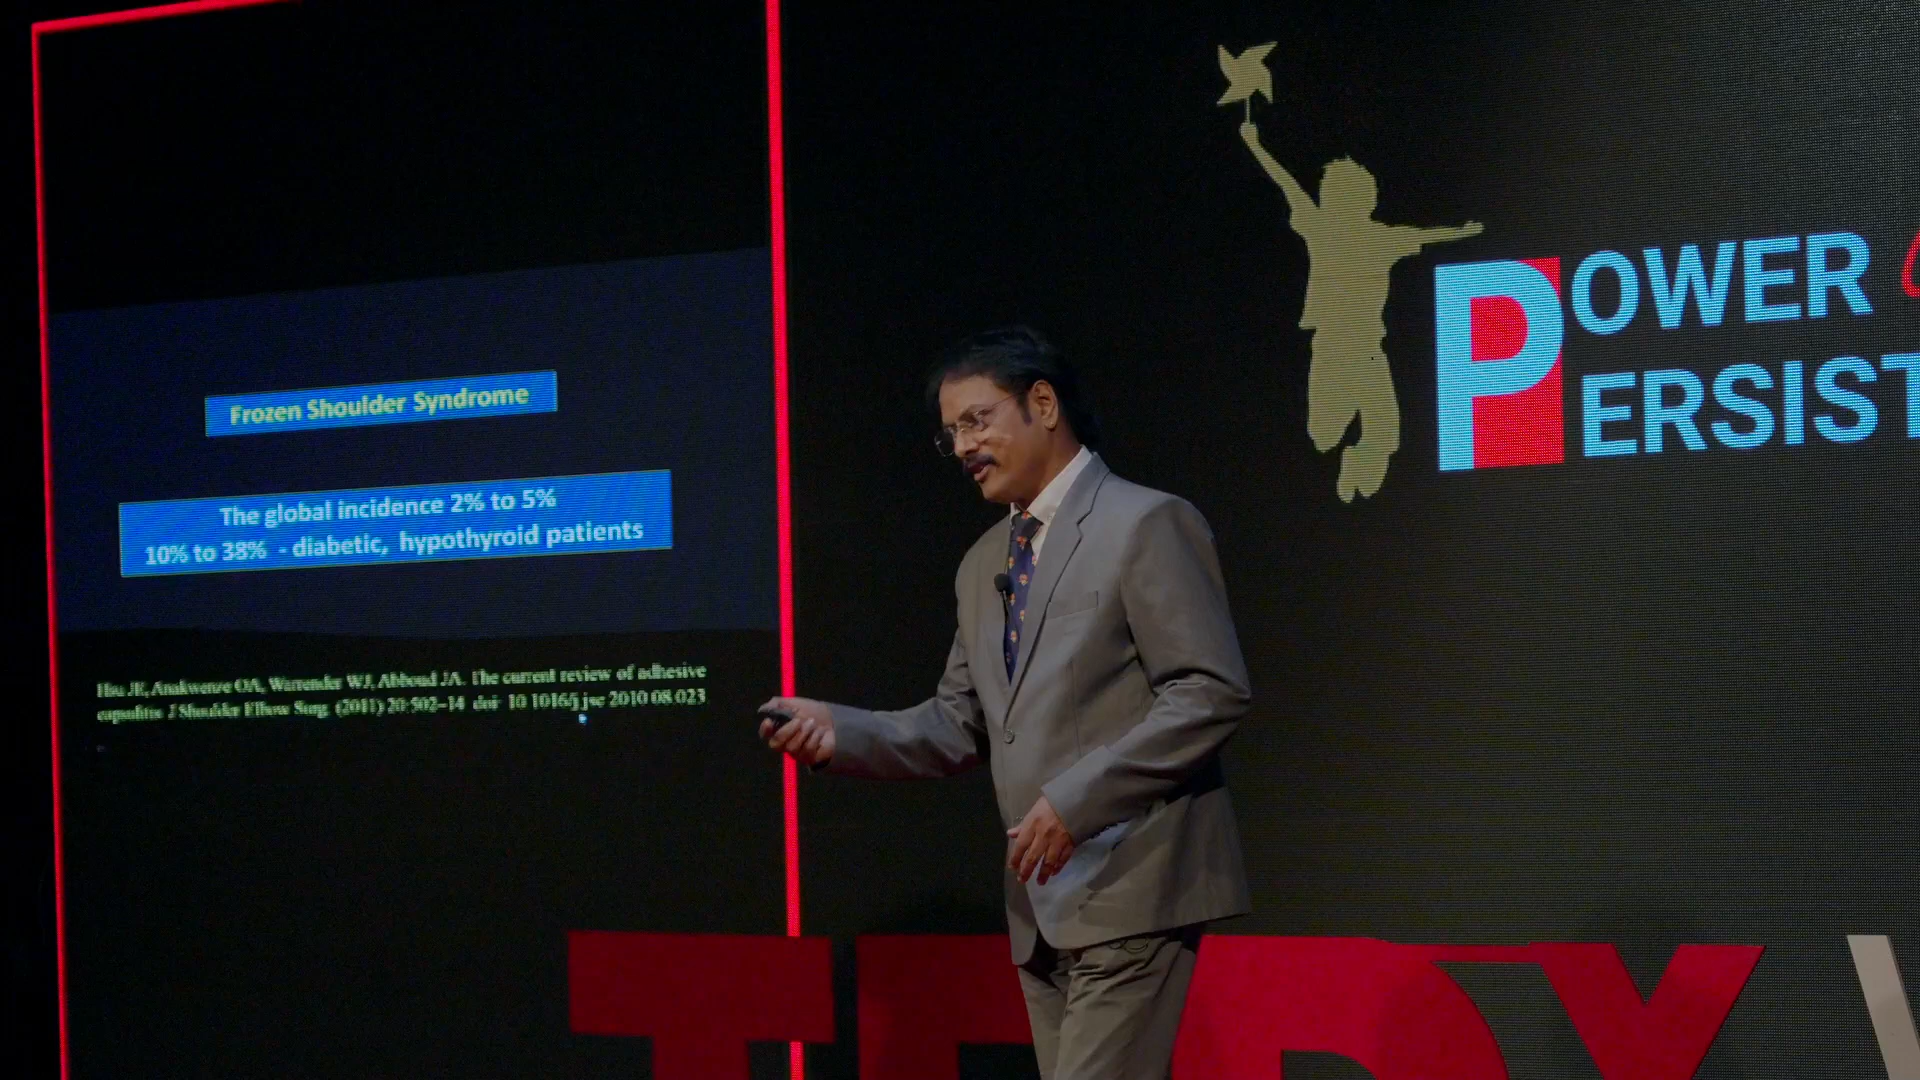 Frozen Shoulder Syndrome
The global incidence 2% to 5%
10% to 38% - diabetic, hypothyroid patients
Hsu JE, Anakwenze OA, Warrender WJ, Abboud JA. The current review of adhesive
capsulitis J Shoulder Elbow Surg (2011) 20:502–14 doi: 10.1016/j.jse 2010 08.023
POWER
PERSIST
TEDX